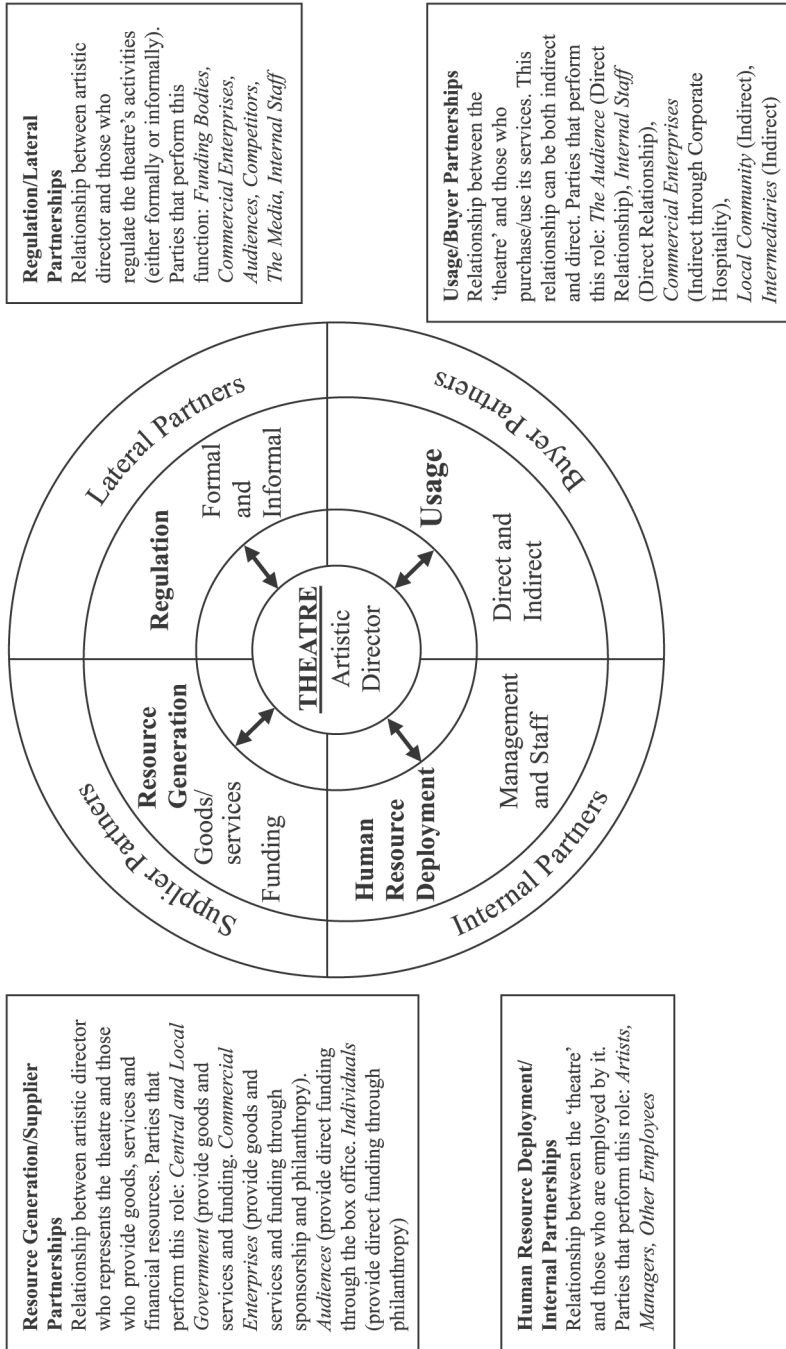 Resource Generation/Supplier
Partnerships
Relationship between artistic director
who represents the theatre and those
who provide goods, services and
financial resources. Parties that
perform this role: Central and Local
Government (provide goods and
services and funding. Commercial
Enterprises (provide goods and
services and funding through
sponsorship and philanthropy).
Audiences (provide direct funding
through the box office. Individuals
(provide direct funding through
philanthropy)
Regulation/Lateral
Partnerships
Relationship between artistic
director and those who
regulate the theatre’s activities
(either formally or informally).
Parties that perform this
function: Funding Bodies,
Commercial Enterprises,
Audiences, Competitors,
The Media, Internal Staff
Supplier Partners
Lateral Partners
Resource
Generation
Goods/
services
Funding
Regulation
Formal
and
Informal
THEATRE
Artistic
Director
Human
Resource
Deployment
Management
and Staff
Usage
Direct and
Indirect
Internal Partners
Buyer Partners
Human Resource Deployment/
Internal Partnerships
Relationship between the ‘theatre’
and those who are employed by it.
Parties that perform this role: Artists,
Managers, Other Employees
Usage/Buyer Partnerships
Relationship between the
‘theatre’ and those who
purchase/use its services. This
relationship can be both indirect
and direct. Parties that perform
this role: The Audience (Direct
Relationship), Internal Staff
(Direct Relationship),
Commercial Enterprises
(Indirect through Corporate
Hospitality),
Local Community (Indirect),
Intermediaries (Indirect)